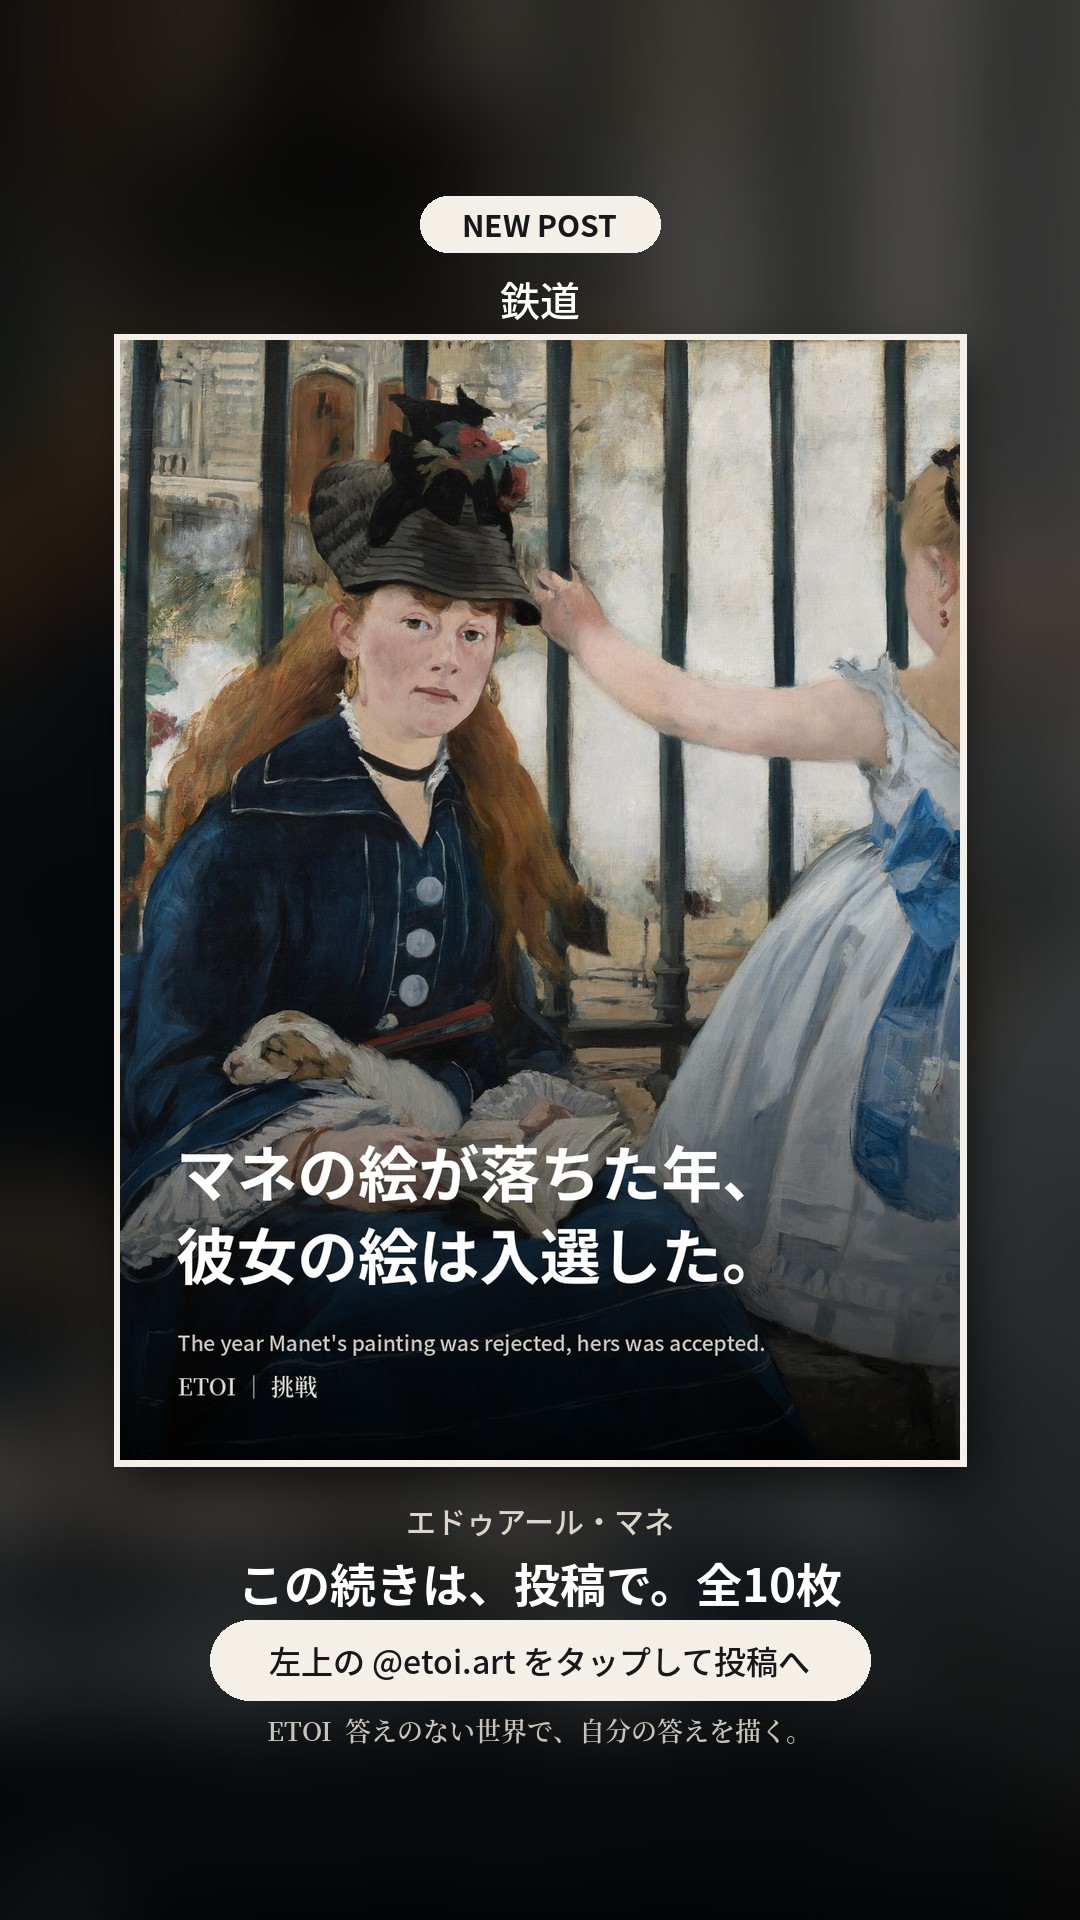 NEW POST
鉄道
マネの絵が落ちた年、
彼女の絵は入選した。
The year Manet's painting was rejected, hers was accepted.
ETOI | 挑戦
エドゥアール・マネ
この続きは、投稿で。全10枚
左上の @etoi.art をタップして投稿へ
ETOI 答えのない世界で、自分の答えを描く。